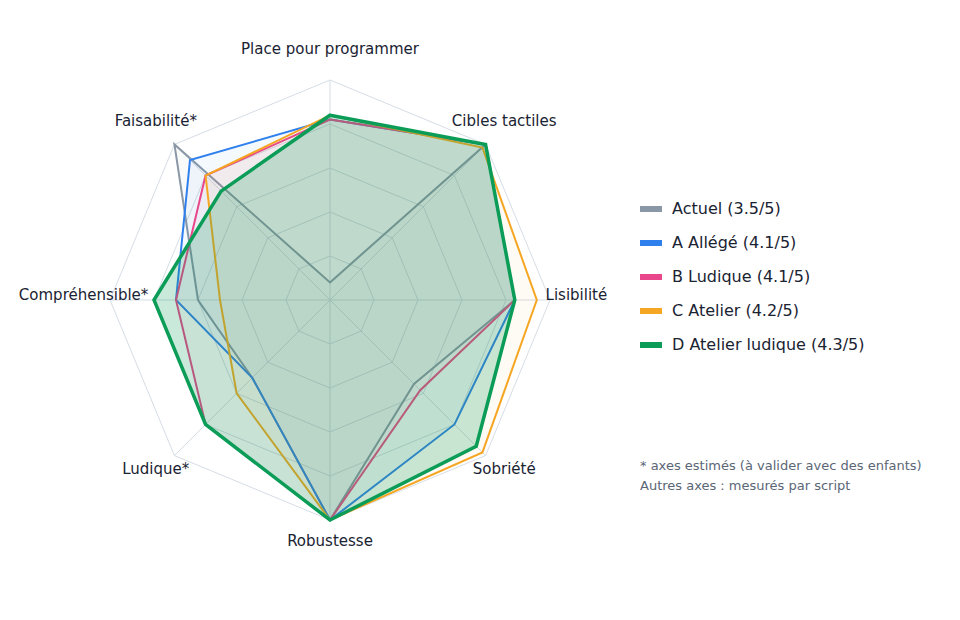 Place pour programmer
Faisabilité*
Cibles tactiles
Compréhensible*
Lisibilité
Ludique*
Sobriété
Robustesse
Actuel (3.5/5)
A Allégé (4.1/5)
B Ludique (4.1/5)
C Atelier (4.2/5)
D Atelier ludique (4.3/5)
* axes estimés (à valider avec des enfants)
Autres axes : mesurés par script